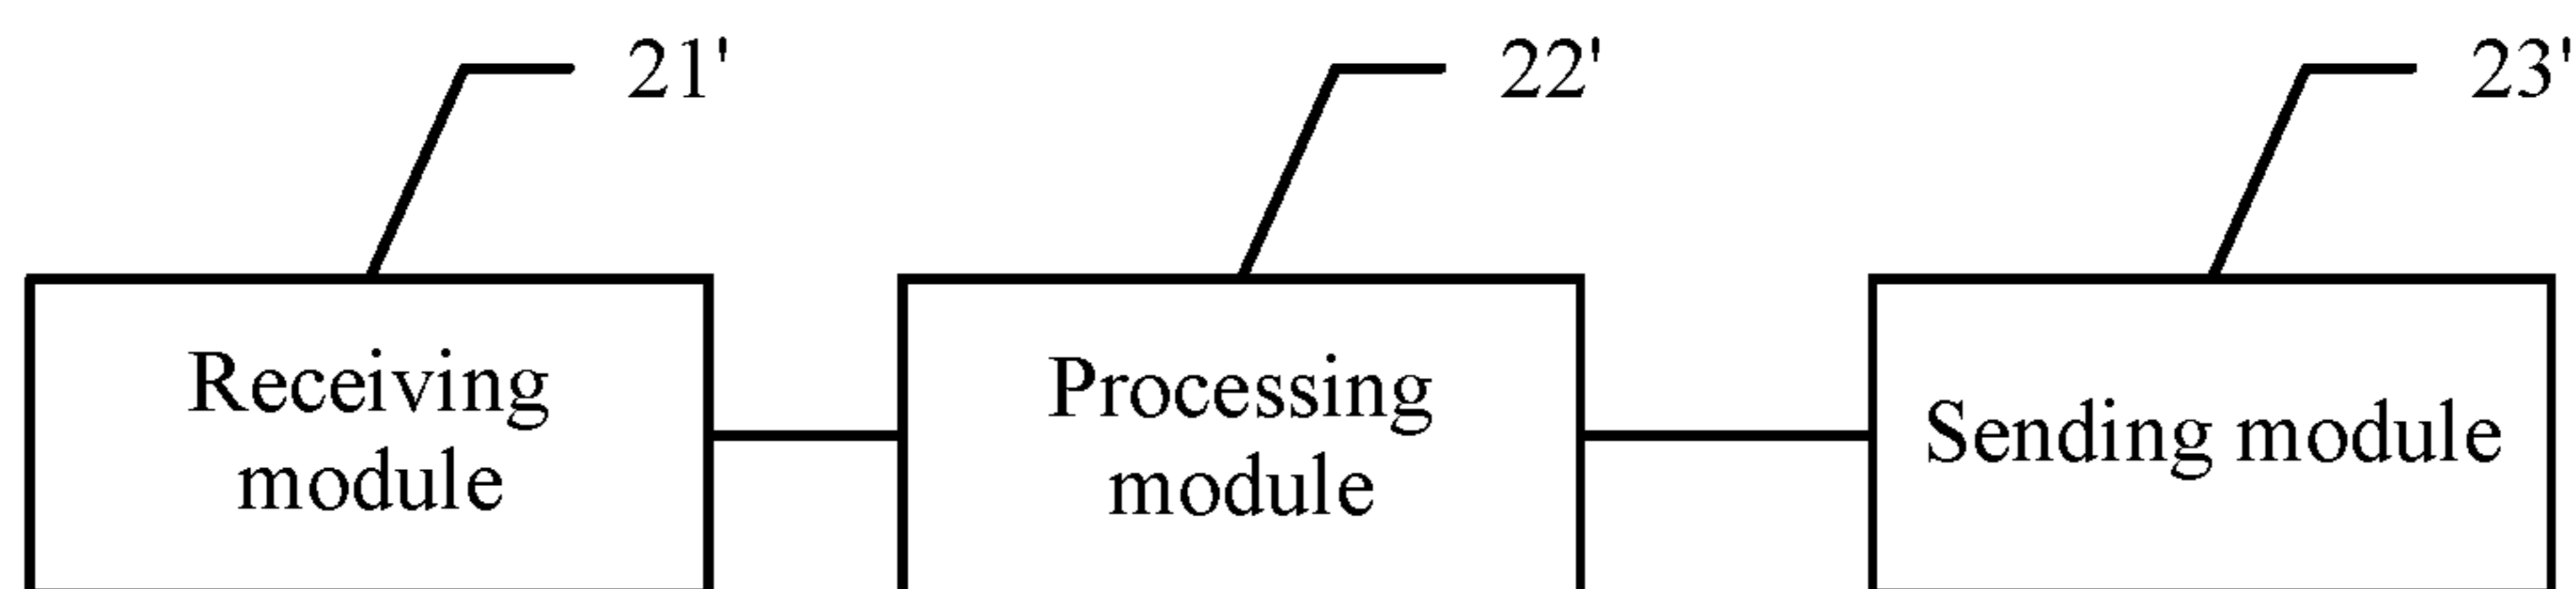 21'
22'
23'
Receiving
module
Processing
module
Sending module